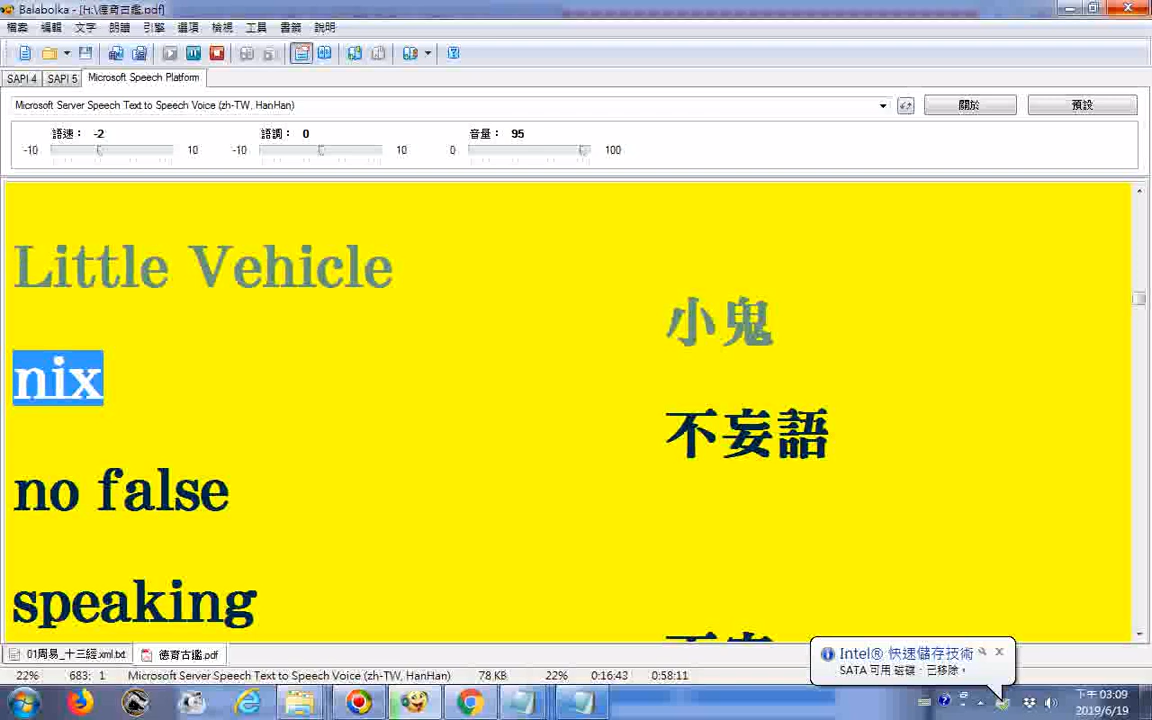 Balabolka - [H:\德育古鑑.pdf]
檔案 編輯 文字 朗讀 引擎 選項 檢視 工具 書籤 說明
SAPI 4 SAPI 5 Microsoft Speech Platform
Microsoft Server Speech Text to Speech Voice (zh-TW, HanHan)
關於 預設
語速： -2 語調： 0 音量： 95
-10 10 -10 10 0 100
Little Vehicle
小鬼
nix
不妄語
no false
speaking
01周易_十三經.xml.txt 德育古鑑.pdf
Intel® 快速儲存技術
SATA 可用 磁碟：已移除。
22% 683: 1 Microsoft Server Speech Text to Speech Voice (zh-TW, HanHan) 78 KB 22% 0:16:43 0:58:11
下午 03:09
2019/6/19